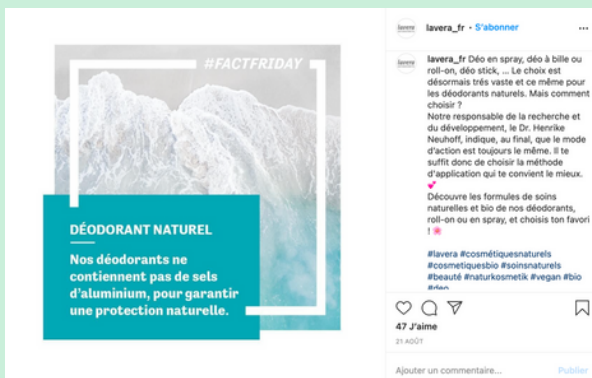 #FACTFRIDAY
DÉODORANT NATUREL
Nos déodorants ne
contiennent pas de sels
d'aluminium, pour garantir
une protection naturelle.
lavera_fr • S'abonner
lavera_fr Déo en spray, déo à bille ou
roll-on, déo stick, ... Le choix est
désormais trés vaste et ce même pour
les déodorants naturels. Mais comment
choisir ?
Notre responsable de la recherche et
du développement, le Dr. Henrike
Neuhoff, indique, au final, que le mode
d'action est toujours le même. Il te
suffit donc de choisir la méthode
d'application qui te convient le mieux.
💕
Découvre les formules de soins
naturelles et bio de nos déodorants,
roll-on ou en spray, et choisis ton favori
! 🌸
#lavera #cosmétiquesnaturels
#cosmetiquesbio #soinsnaturels
#beauté #naturkosmetik #vegan #bio
#deo
47 J'aime
21 AOÛT
Ajouter un commentaire... Publier